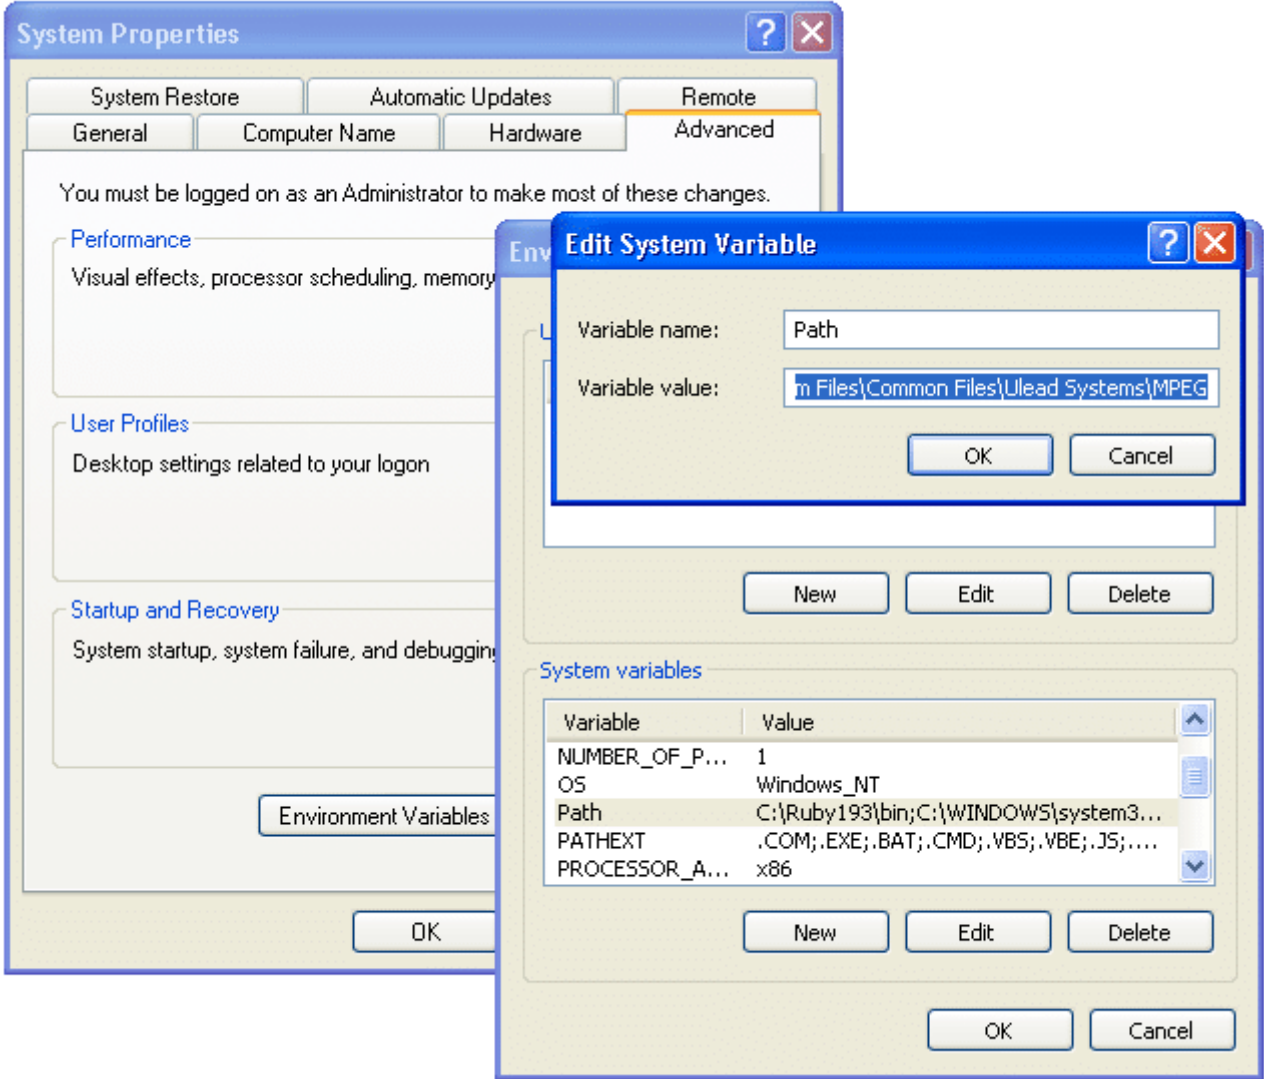 System Properties
System Restore
Automatic Updates
Remote
General
Computer Name
Hardware
Advanced
You must be logged on as an Administrator to make most of these changes.
Performance
Visual effects, processor scheduling, memory
User Profiles
Desktop settings related to your logon
Startup and Recovery
System startup, system failure, and debugging
Environment Variables
OK
Edit System Variable
Variable name:
Path
Variable value:
m Files\Common Files\Ulead Systems\MPEG
OK
Cancel
New
Edit
Delete
System variables
Variable
Value
NUMBER_OF_P... 1
OS Windows_NT
Path C:\Ruby193\bin;C:\WINDOWS\system3...
PATHEXT .COM;.EXE;.BAT;.CMD;.VBS;.VBE;.JS;....
PROCESSOR_A... x86
New
Edit
Delete
OK
Cancel